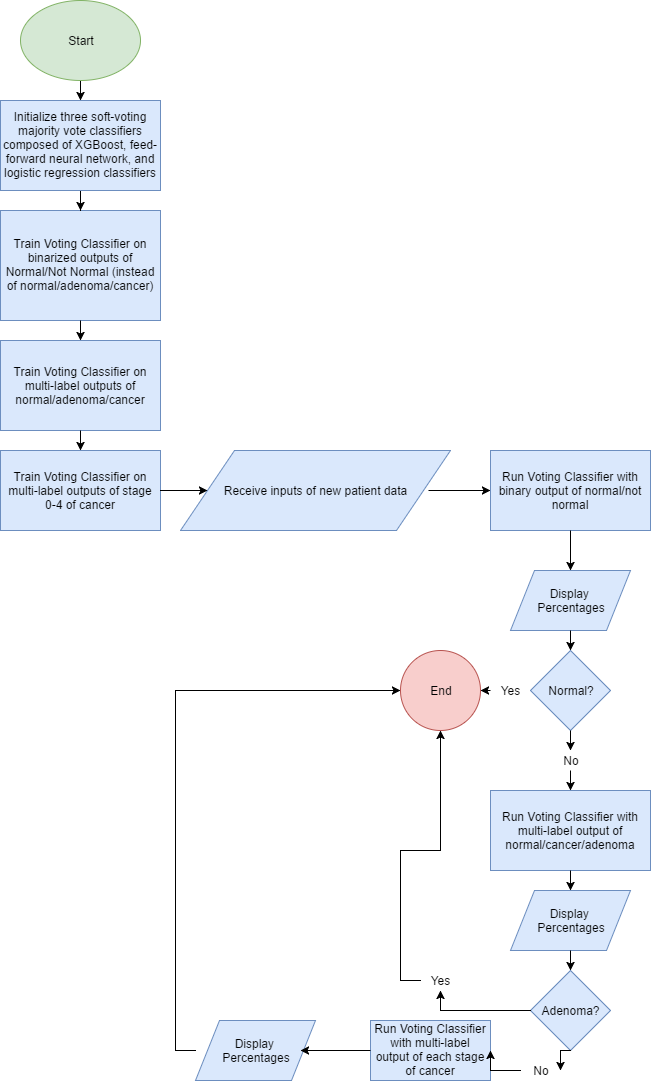 Start
Initialize three soft-voting
majority vote classifiers
composed of XGBoost, feed-
forward neural network, and
logistic regression classifiers
Train Voting Classifier on
binarized outputs of
Normal/Not Normal (instead
of normal/adenoma/cancer)
Train Voting Classifier on
multi-label outputs of
normal/adenoma/cancer
Train Voting Classifier on
multi-label outputs of stage
0-4 of cancer
Receive inputs of new patient data
Run Voting Classifier with
binary output of normal/not
normal
Display
Percentages
Normal?
Yes
End
No
Run Voting Classifier with
multi-label output of
normal/cancer/adenoma
Display
Percentages
Adenoma?
Yes
No
Run Voting Classifier
with multi-label
output of each stage
of cancer
Display
Percentages